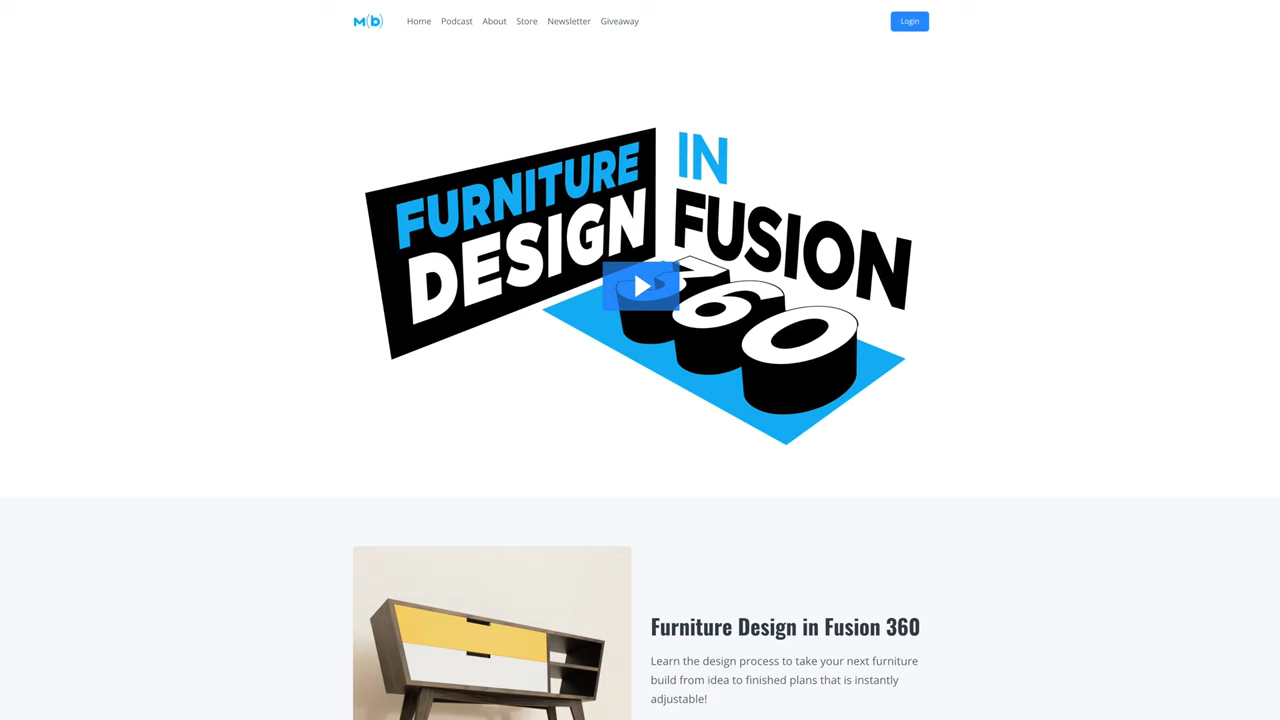 M(b)
Home Podcast About Store Newsletter Giveaway
Login
FURNITURE
DESIGN
IN
FUSION
360
Furniture Design in Fusion 360
Learn the design process to take your next furniture
build from idea to finished plans that is instantly
adjustable!